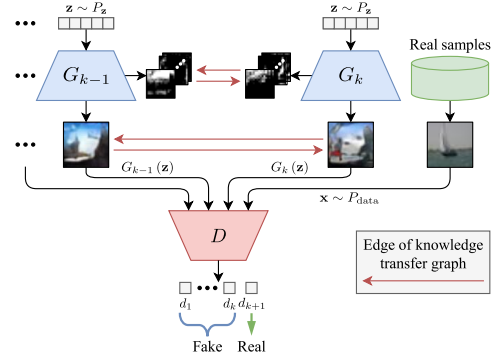 z ∼ P_z
z ∼ P_z
••• G_{k−1} G_k
Real samples
•••
G_{k−1} (z)
G_k (z)
x ∼ P_data
D
Edge of knowledge
transfer graph
•••
d_1 d_k d_{k+1}
Fake Real